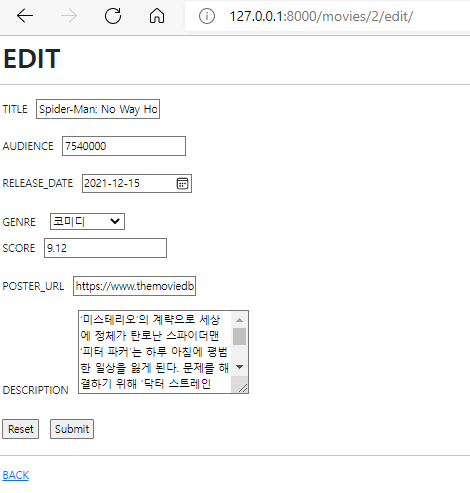 127.0.0.1:8000/movies/2/edit/
EDIT
TITLE Spider-Man: No Way Ho
AUDIENCE 7540000
RELEASE_DATE 2021-12-15
GENRE 코미디
SCORE 9.12
POSTER_URL https://www.themoviedb
'미스테리오'의 계략으로 세상
에 정체가 탄로난 스파이더맨
'피터 파커'는 하루 아침에 평범
한 일상을 잃게 된다. 문제를 해
결하기 위해 '닥터 스트레인
DESCRIPTION
Reset Submit
BACK